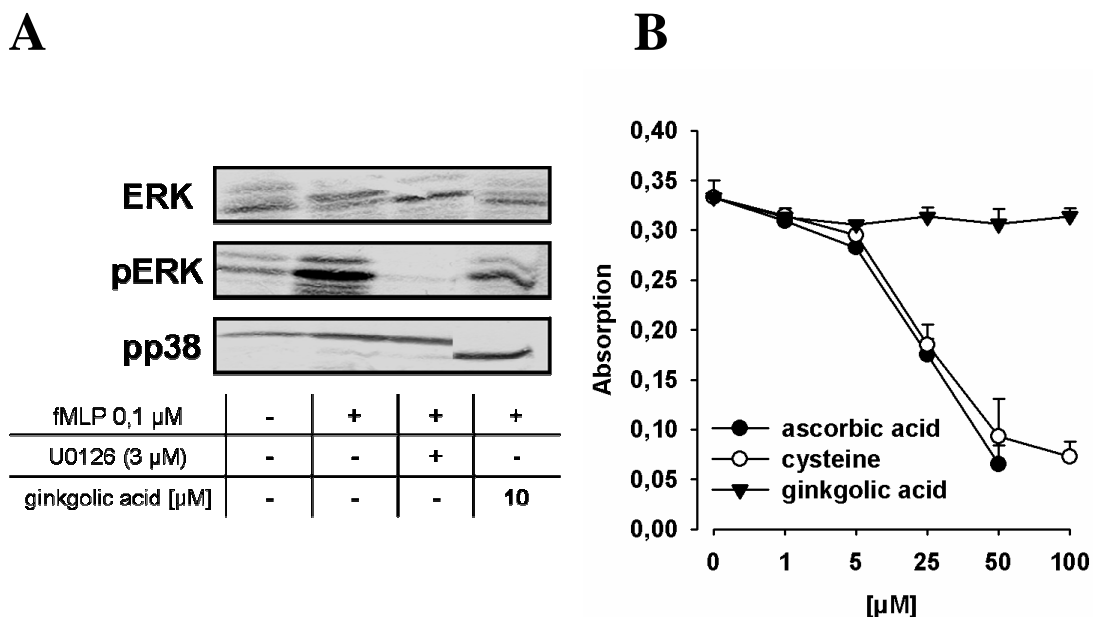 A
ERK
pERK
pp38
fMLP 0,1 µM - + + +
U0126 (3 µM) - - + -
ginkgolic acid [µM] - - - 10
B
0,40
0,35
0,30
0,25
0,20
0,15
0,10
0,05
0,00
Absorption
ascorbic acid
cysteine
ginkgolic acid
0 1 5 25 50 100
[µM]